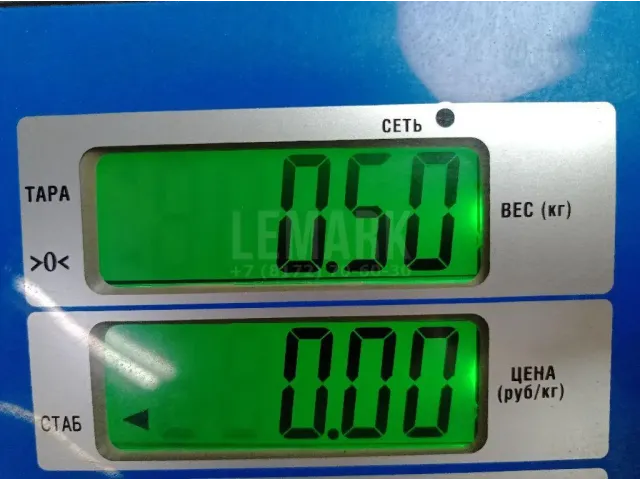 СЕТЬ
ТАРА
0.50
ВЕС (кг)
>0<
LEMARK
0.00
ЦЕНА
(руб/кг)
СТАБ